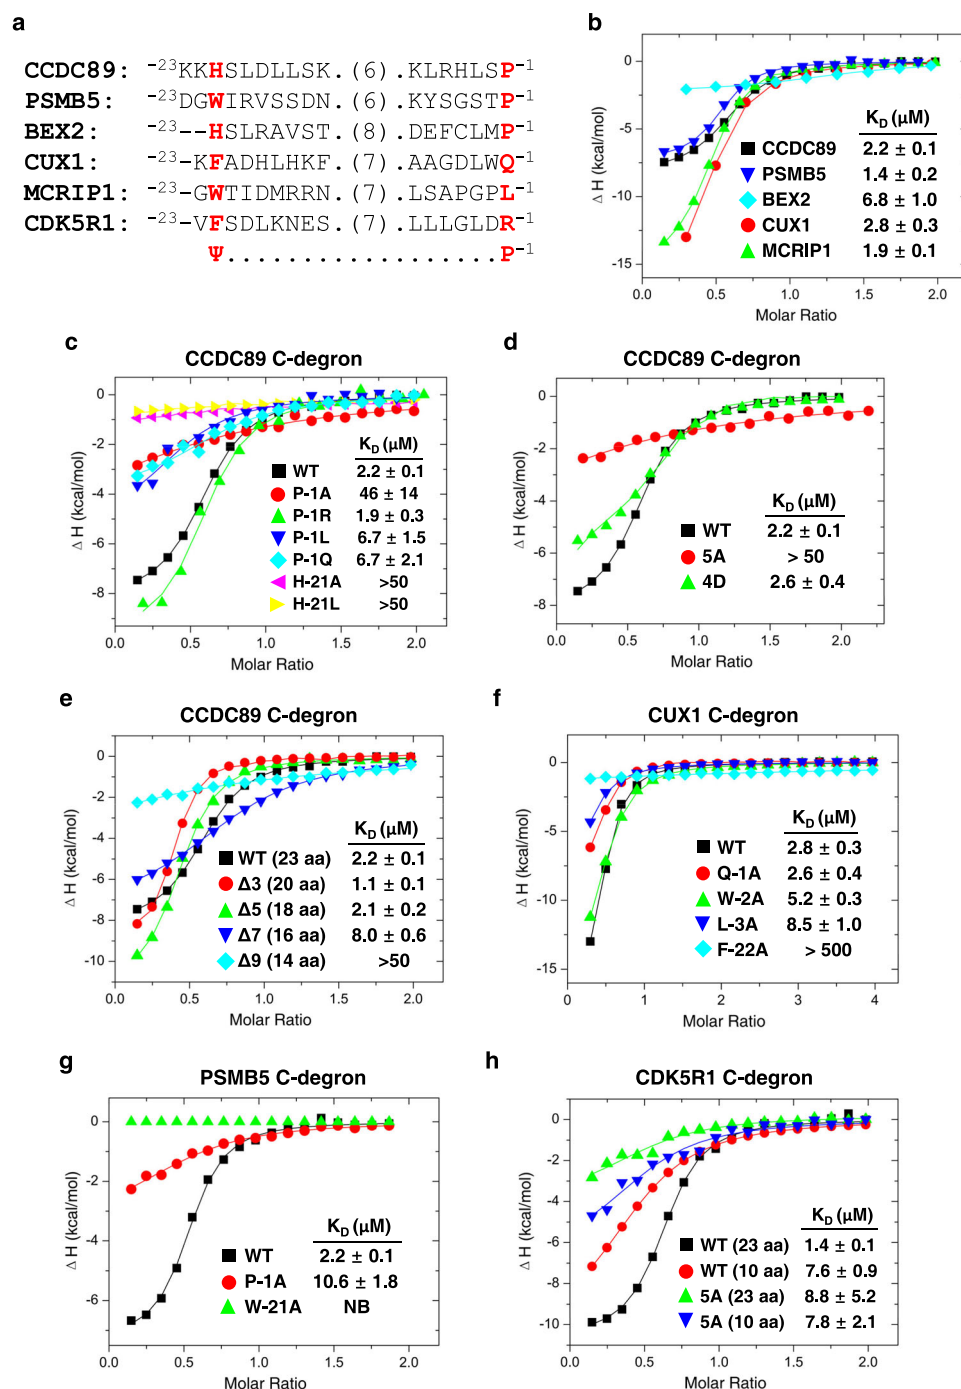 a
CCDC89: -23KKHSLDLLSK.(6).KLRHLSP-1
PSMB5: -23DGWIRVSSDN.(6).KYSGSTP-1
BEX2: -23--HSLRAVST.(8).DEFCLMP-1
CUX1: -23-KFADHLHKF.(7).AAGDLWQ-1
MCRIP1: -23-GWTIDMRRN.(7).LSAPGPL-1
CDK5R1: -23-VFSDLKNES.(7).LLLGLDR-1
Ψ.................P-1
b
0
-5
-10
-15
Δ H (kcal/mol)
0.0 0.5 1.0 1.5 2.0
Molar Ratio
KD (µM)
CCDC89 2.2 ± 0.1
PSMB5 1.4 ± 0.2
BEX2 6.8 ± 1.0
CUX1 2.8 ± 0.3
MCRIP1 1.9 ± 0.1
c
CCDC89 C-degron
0
-2
-4
-6
-8
Δ H (kcal/mol)
0.0 0.5 1.0 1.5 2.0
Molar Ratio
KD (µM)
WT 2.2 ± 0.1
P-1A 46 ± 14
P-1R 1.9 ± 0.3
P-1L 6.7 ± 1.5
P-1Q 6.7 ± 2.1
H-21A >50
H-21L >50
d
CCDC89 C-degron
0
-2
-4
-6
-8
Δ H (kcal/mol)
0.0 0.5 1.0 1.5 2.0
Molar Ratio
KD (µM)
WT 2.2 ± 0.1
5A > 50
4D 2.6 ± 0.4
e
CCDC89 C-degron
0
-2
-4
-6
-8
-10
Δ H (kcal/mol)
0.0 0.5 1.0 1.5 2.0
Molar Ratio
KD (µM)
WT (23 aa) 2.2 ± 0.1
Δ3 (20 aa) 1.1 ± 0.1
Δ5 (18 aa) 2.1 ± 0.2
Δ7 (16 aa) 8.0 ± 0.6
Δ9 (14 aa) >50
f
CUX1 C-degron
0
-5
-10
-15
Δ H (kcal/mol)
0 1 2 3 4
Molar Ratio
KD (µM)
WT 2.8 ± 0.3
Q-1A 2.6 ± 0.4
W-2A 5.2 ± 0.3
L-3A 8.5 ± 1.0
F-22A > 500
g
PSMB5 C-degron
0
-2
-4
-6
Δ H (kcal/mol)
0.0 0.5 1.0 1.5 2.0
Molar Ratio
KD (µM)
WT 2.2 ± 0.1
P-1A 10.6 ± 1.8
W-21A NB
h
CDK5R1 C-degron
0
-2
-4
-6
-8
-10
Δ H (kcal/mol)
0.0 0.5 1.0 1.5 2.0
Molar Ratio
KD (µM)
WT (23 aa) 1.4 ± 0.1
WT (10 aa) 7.6 ± 0.9
5A (23 aa) 8.8 ± 5.2
5A (10 aa) 7.8 ± 2.1